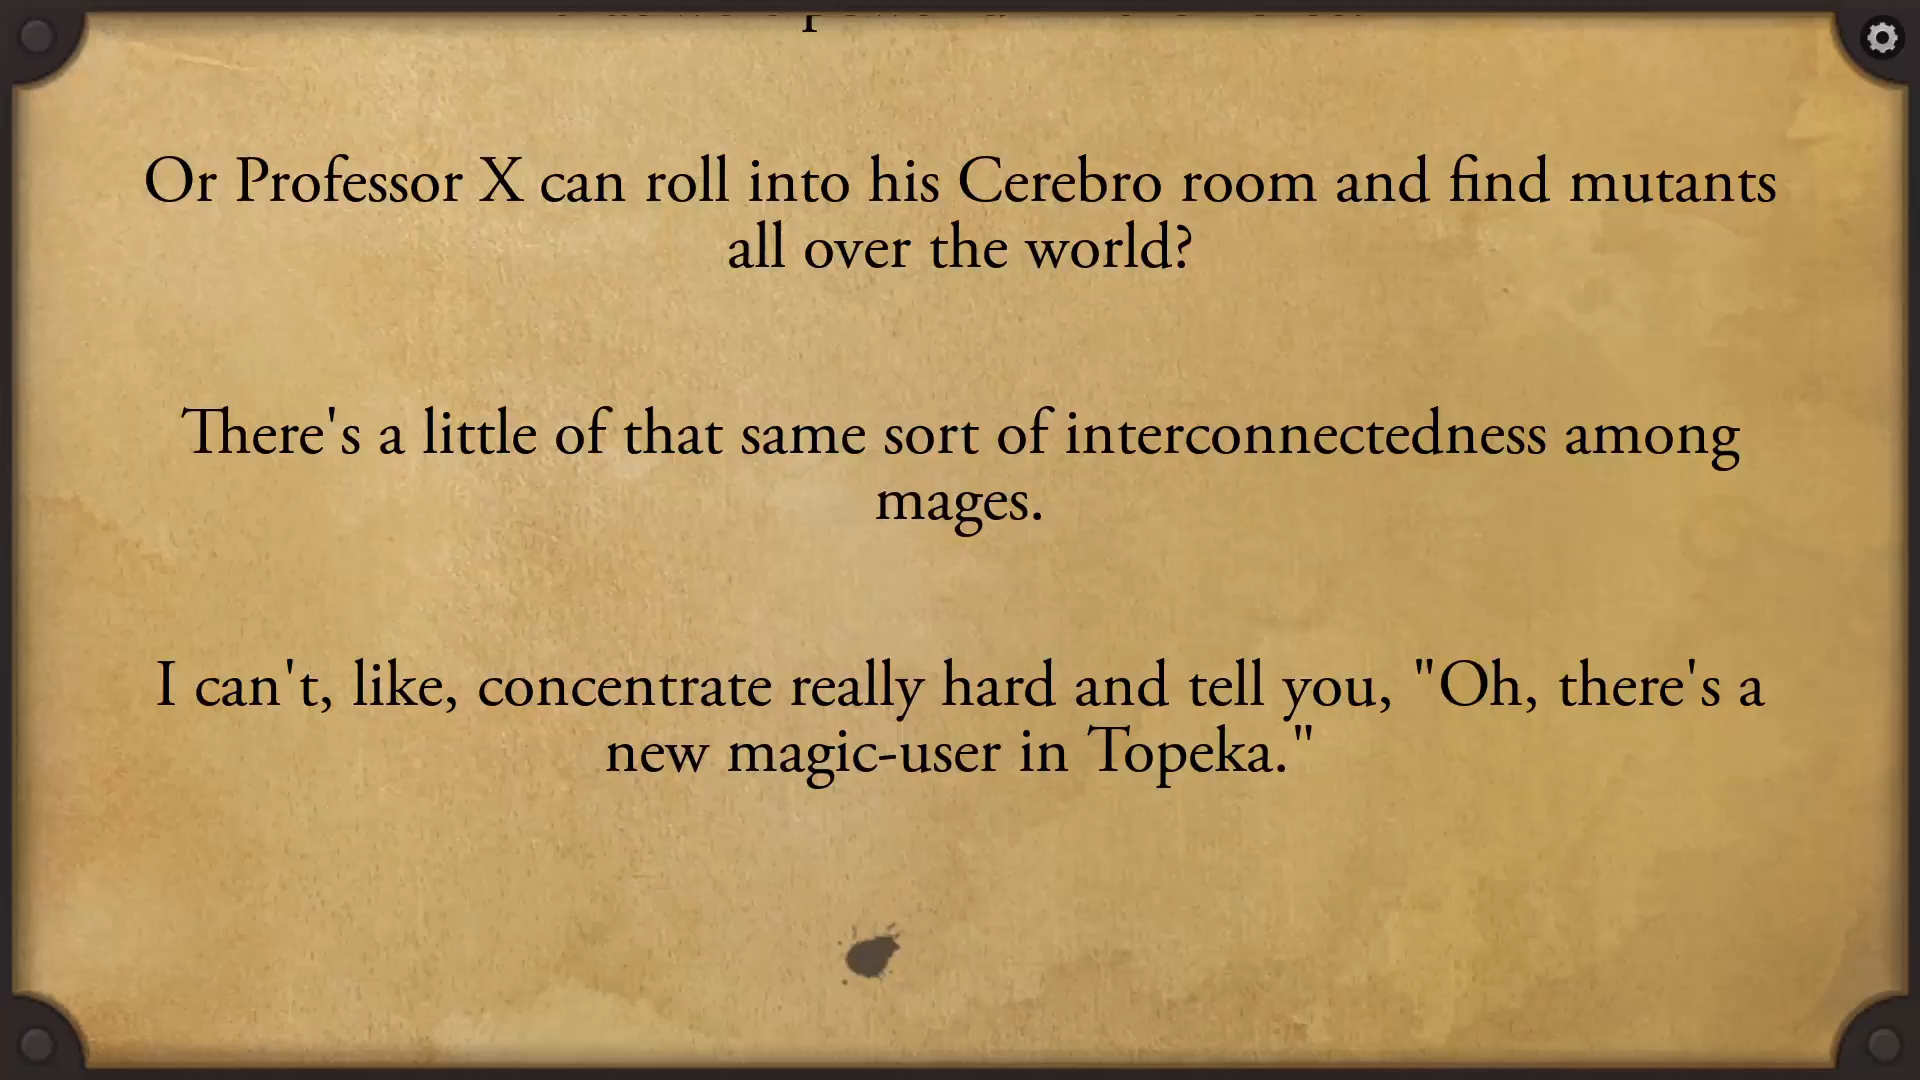 Or Professor X can roll into his Cerebro room and find mutants
all over the world?
There's a little of that same sort of interconnectedness among
mages.
I can't, like, concentrate really hard and tell you, "Oh, there's a
new magic-user in Topeka."